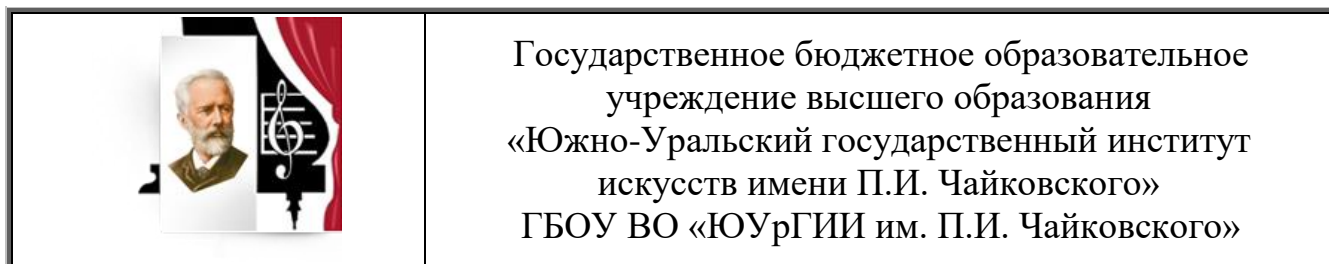 Государственное бюджетное образовательное
учреждение высшего образования
«Южно-Уральский государственный институт
искусств имени П.И. Чайковского»
ГБОУ ВО «ЮУрГИИ им. П.И. Чайковского»